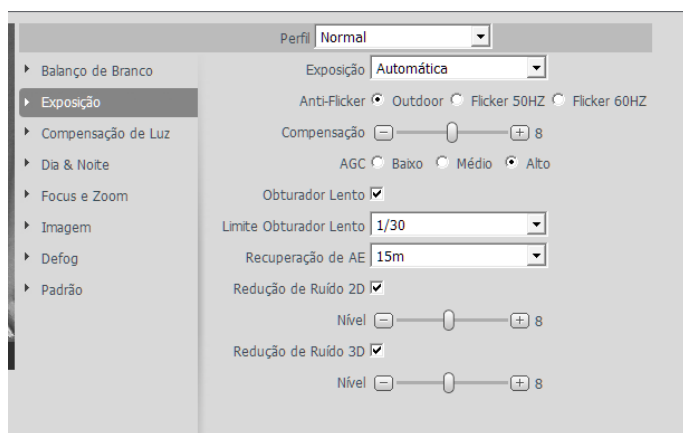 Perfil Normal
Balanço de Branco
Exposição
Compensação de Luz
Dia & Noite
Focus e Zoom
Imagem
Defog
Padrão
Exposição Automática
Anti-Flicker Outdoor Flicker 50HZ Flicker 60HZ
Compensação 8
AGC Baixo Médio Alto
Obturador Lento
Limite Obturador Lento 1/30
Recuperação de AE 15m
Redução de Ruído 2D
Nível 8
Redução de Ruído 3D
Nível 8